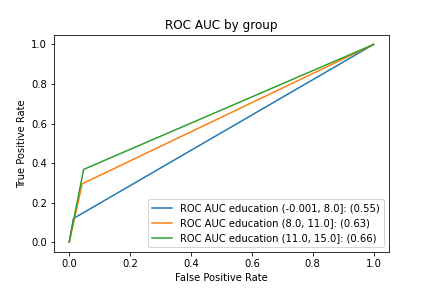 ROC AUC by group
True Positive Rate
1.0
0.8
0.6
0.4
0.2
0.0
ROC AUC education (-0.001, 8.0]: (0.55)
ROC AUC education (8.0, 11.0]: (0.63)
ROC AUC education (11.0, 15.0]: (0.66)
0.0 0.2 0.4 0.6 0.8 1.0
False Positive Rate